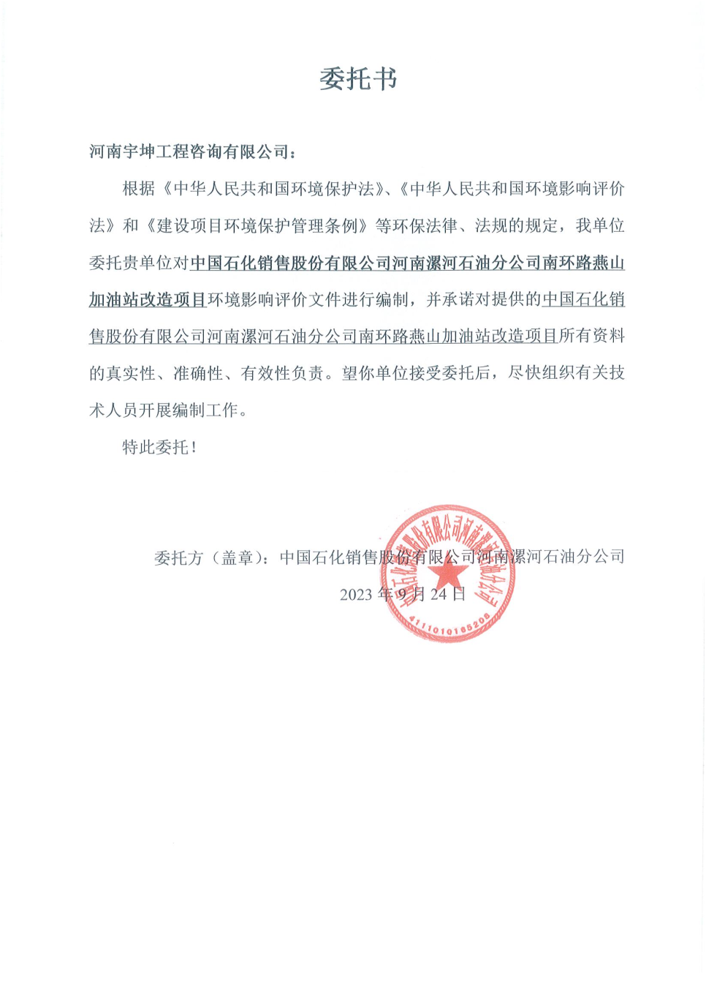 委托书
河南宇坤工程咨询有限公司：
根据《中华人民共和国环境保护法》、《中华人民共和国环境影响评价
法》和《建设项目环境保护管理条例》等环保法律、法规的规定，我单位
委托贵单位对中国石化销售股份有限公司河南漯河石油分公司南环路燕山
加油站改造项目环境影响评价文件进行编制，并承诺对提供的中国石化销
售股份有限公司河南漯河石油分公司南环路燕山加油站改造项目所有资料
的真实性、准确性、有效性负责。望你单位接受委托后，尽快组织有关技
术人员开展编制工作。
特此委托！
委托方（盖章）：中国石化销售股份有限公司河南漯河石油分公司
2023 年 9 月 24 日
中国石化销售股份有限公司河南漯河石油分公司
4111010165206